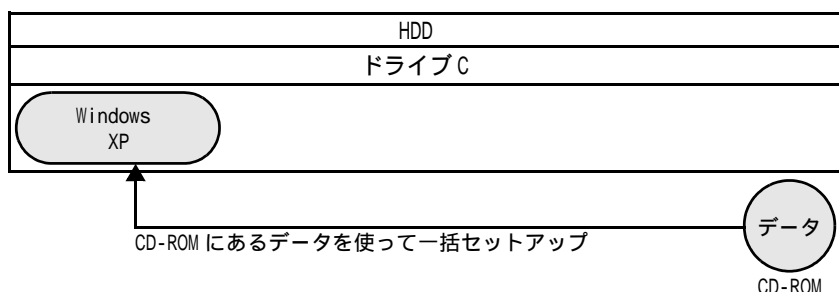 HDD
ドライブC
Windows
XP
データ
CD-ROMにあるデータを使って一括セットアップ
CD-ROM